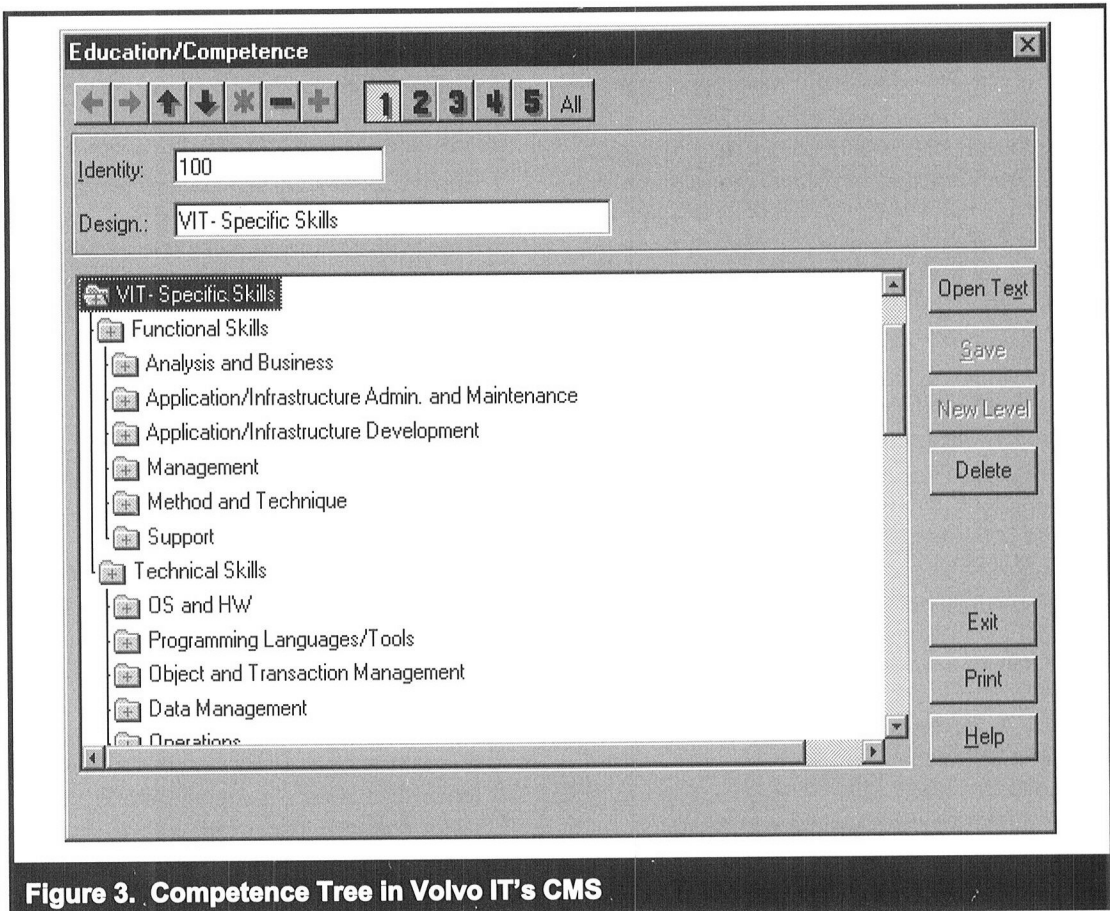 Education/Competence
1 2 3 4 5 All
Identity: 100
Design.: VIT- Specific Skills
VIT- Specific Skills
Functional Skills
Analysis and Business
Application/Infrastructure Admin. and Maintenance
Application/Infrastructure Development
Management
Method and Technique
Support
Technical Skills
OS and HW
Programming Languages/Tools
Object and Transaction Management
Data Management
Operations
Open Text
Save
New Level
Delete
Exit
Print
Help
Figure 3. Competence Tree in Volvo IT's CMS